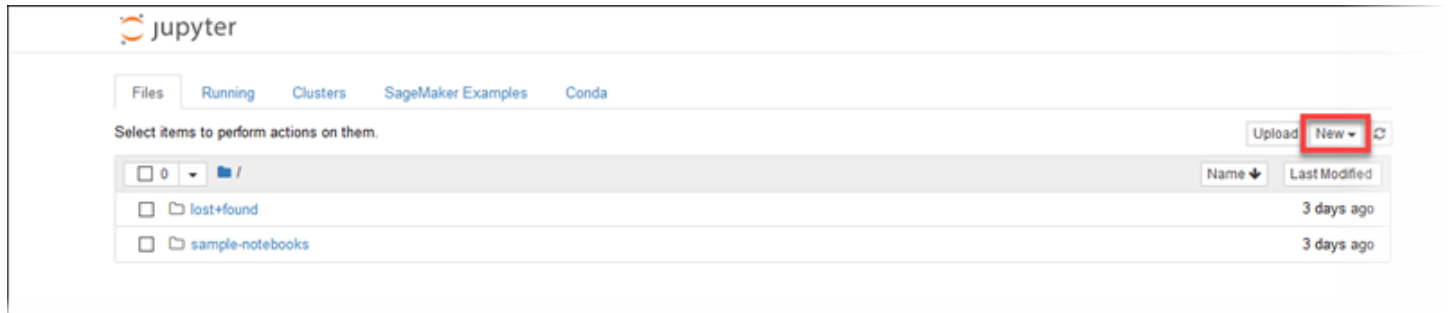 jupyter
Files Running Clusters SageMaker Examples Conda
Select items to perform actions on them. Upload New
0 / Name Last Modified
lost+found 3 days ago
sample-notebooks 3 days ago